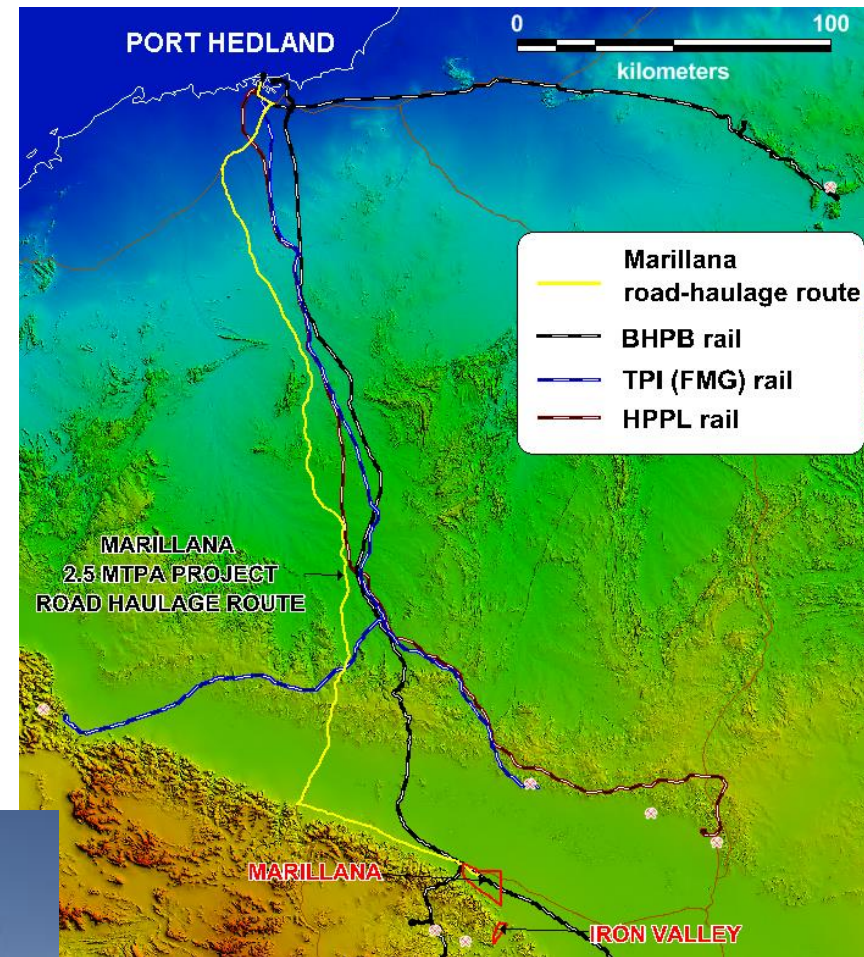 PORT HEDLAND
0 100
kilometers
Marillana
road-haulage route
BHPB rail
TPI (FMG) rail
HPPL rail
MARILLANA
2.5 MTPA PROJECT
ROAD HAULAGE ROUTE
MARILLANA
IRON VALLEY